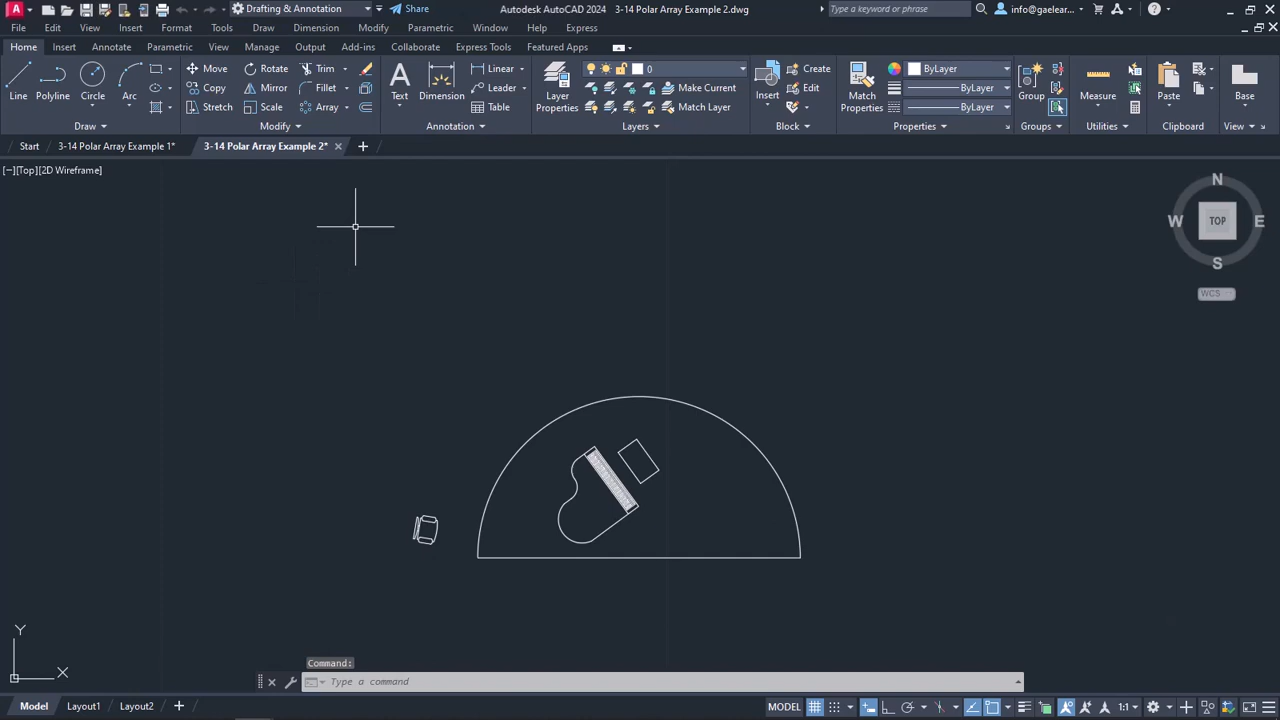 Drafting & Annotation
Share
Autodesk AutoCAD 2024 3-14 Polar Array Example 2.dwg
Type a keyword or phrase
info@gaelear...
File Edit View Insert Format Tools Draw Dimension Modify Parametric Window Help Express
Home Insert Annotate Parametric View Manage Output Add-ins Collaborate Express Tools Featured Apps
Line Polyline Circle Arc
Move Rotate Trim
Copy Mirror Fillet
Stretch Scale Array
Text Dimension
Linear
Leader
Table
Layer Properties
0
Make Current
Match Layer
Insert
Create
Edit
Match Properties
ByLayer
ByLayer
ByLayer
Group
Measure
Paste
Base
Draw Modify Annotation Layers Block Properties Groups Utilities Clipboard View
Start 3-14 Polar Array Example 1* 3-14 Polar Array Example 2*
[−][Top][2D Wireframe]
N
W TOP E
S
WCS
Y
X
Command:
Type a command
Model Layout1 Layout2
MODEL
1:1